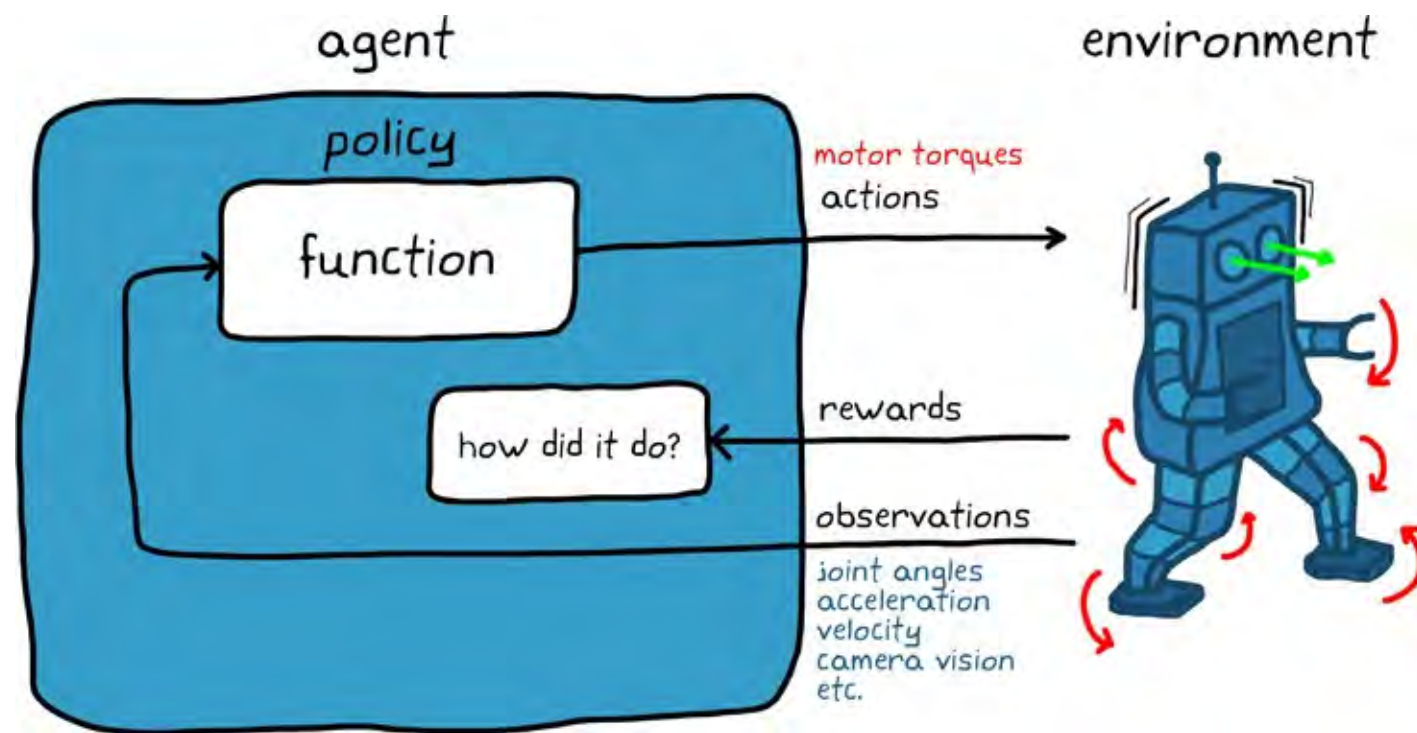 agent
environment
policy
function
motor torques
actions
how did it do?
rewards
observations
joint angles
acceleration
velocity
camera vision
etc.